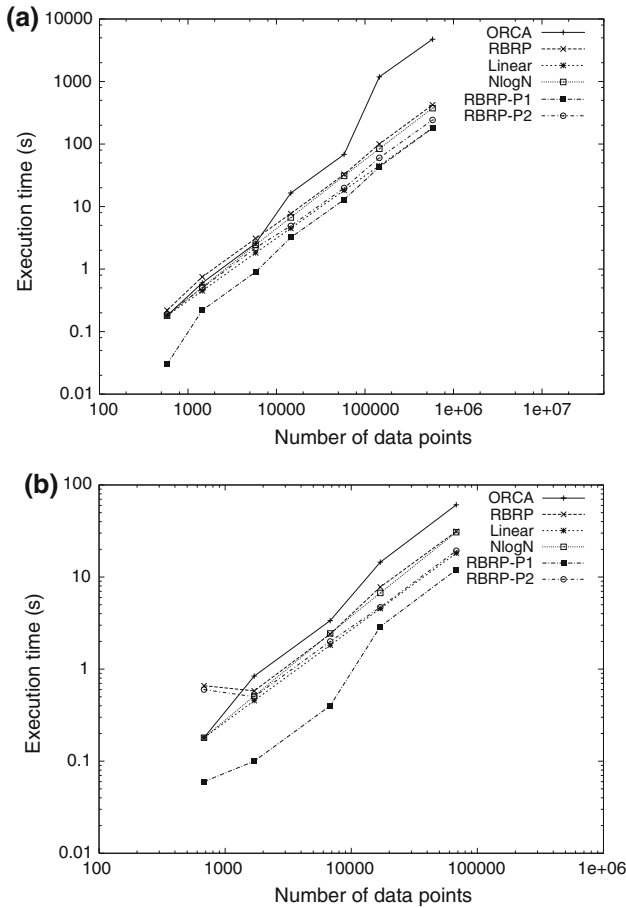 (a)
10000
1000
100
10
1
0.1
0.01
Execution time (s)
ORCA
RBRP
Linear
NlogN
RBRP-P1
RBRP-P2
100
1000
10000
100000
1e+06
1e+07
Number of data points
(b)
100
10
1
0.1
0.01
Execution time (s)
ORCA
RBRP
Linear
NlogN
RBRP-P1
RBRP-P2
100
1000
10000
100000
1e+06
Number of data points